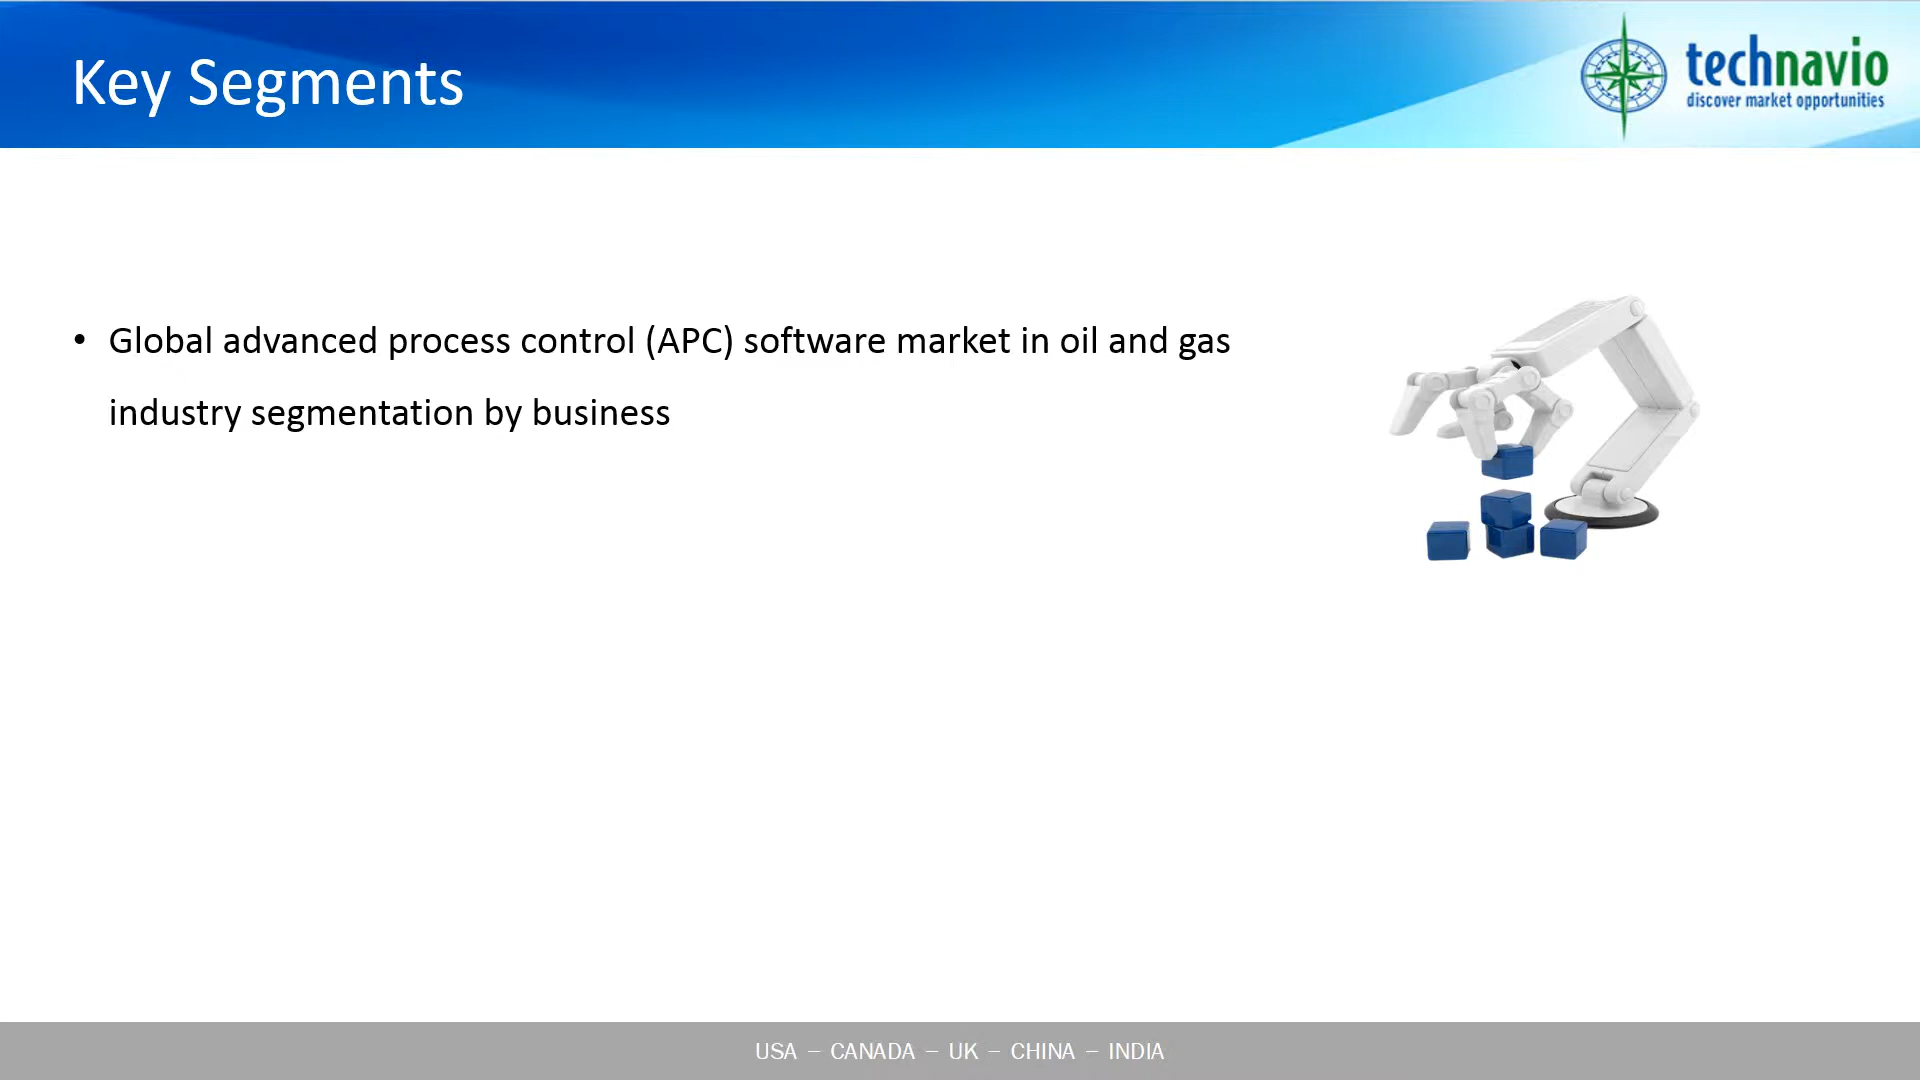 Key Segments
technavio
discover market opportunities
• Global advanced process control (APC) software market in oil and gas
industry segmentation by business
USA – CANADA – UK – CHINA – INDIA